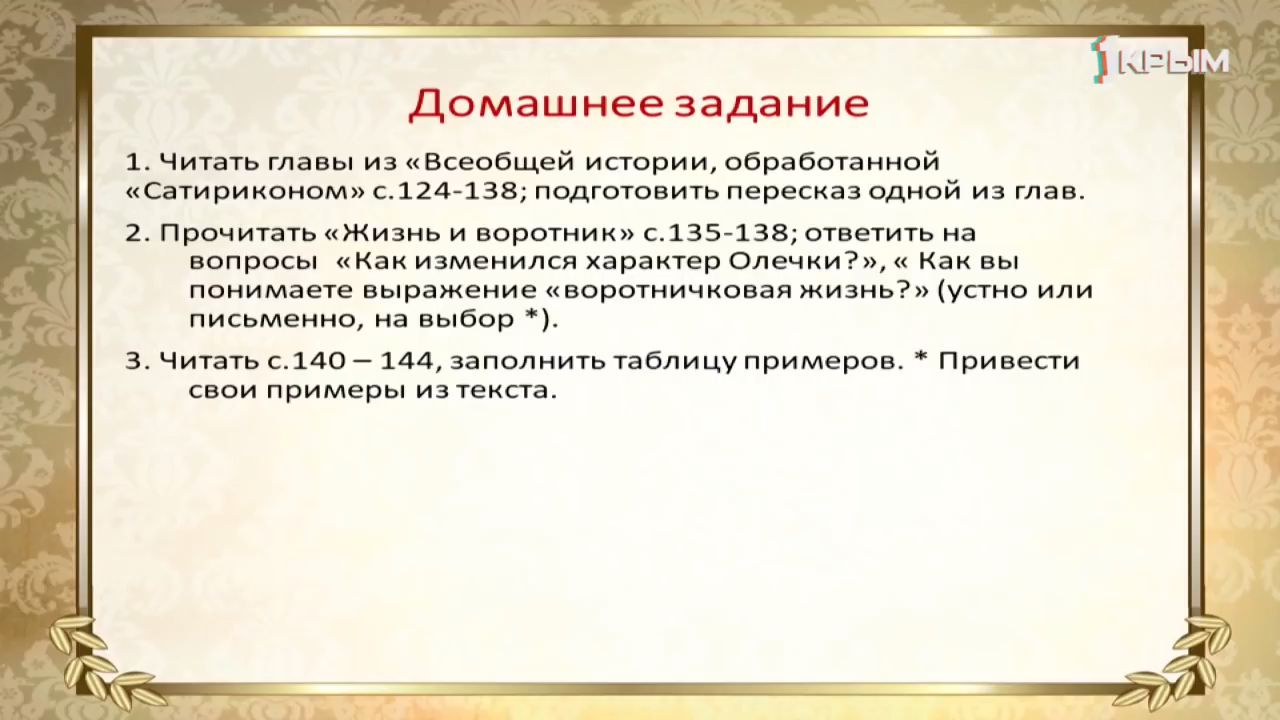 1КРЫМ
Домашнее задание
1. Читать главы из «Всеобщей истории, обработанной
«Сатириконом» с.124-138; подготовить пересказ одной из глав.
2. Прочитать «Жизнь и воротник» с.135-138; ответить на
вопросы «Как изменился характер Олечки?», « Как вы
понимаете выражение «воротничковая жизнь?» (устно или
письменно, на выбор *).
3. Читать с.140 – 144, заполнить таблицу примеров. * Привести
свои примеры из текста.